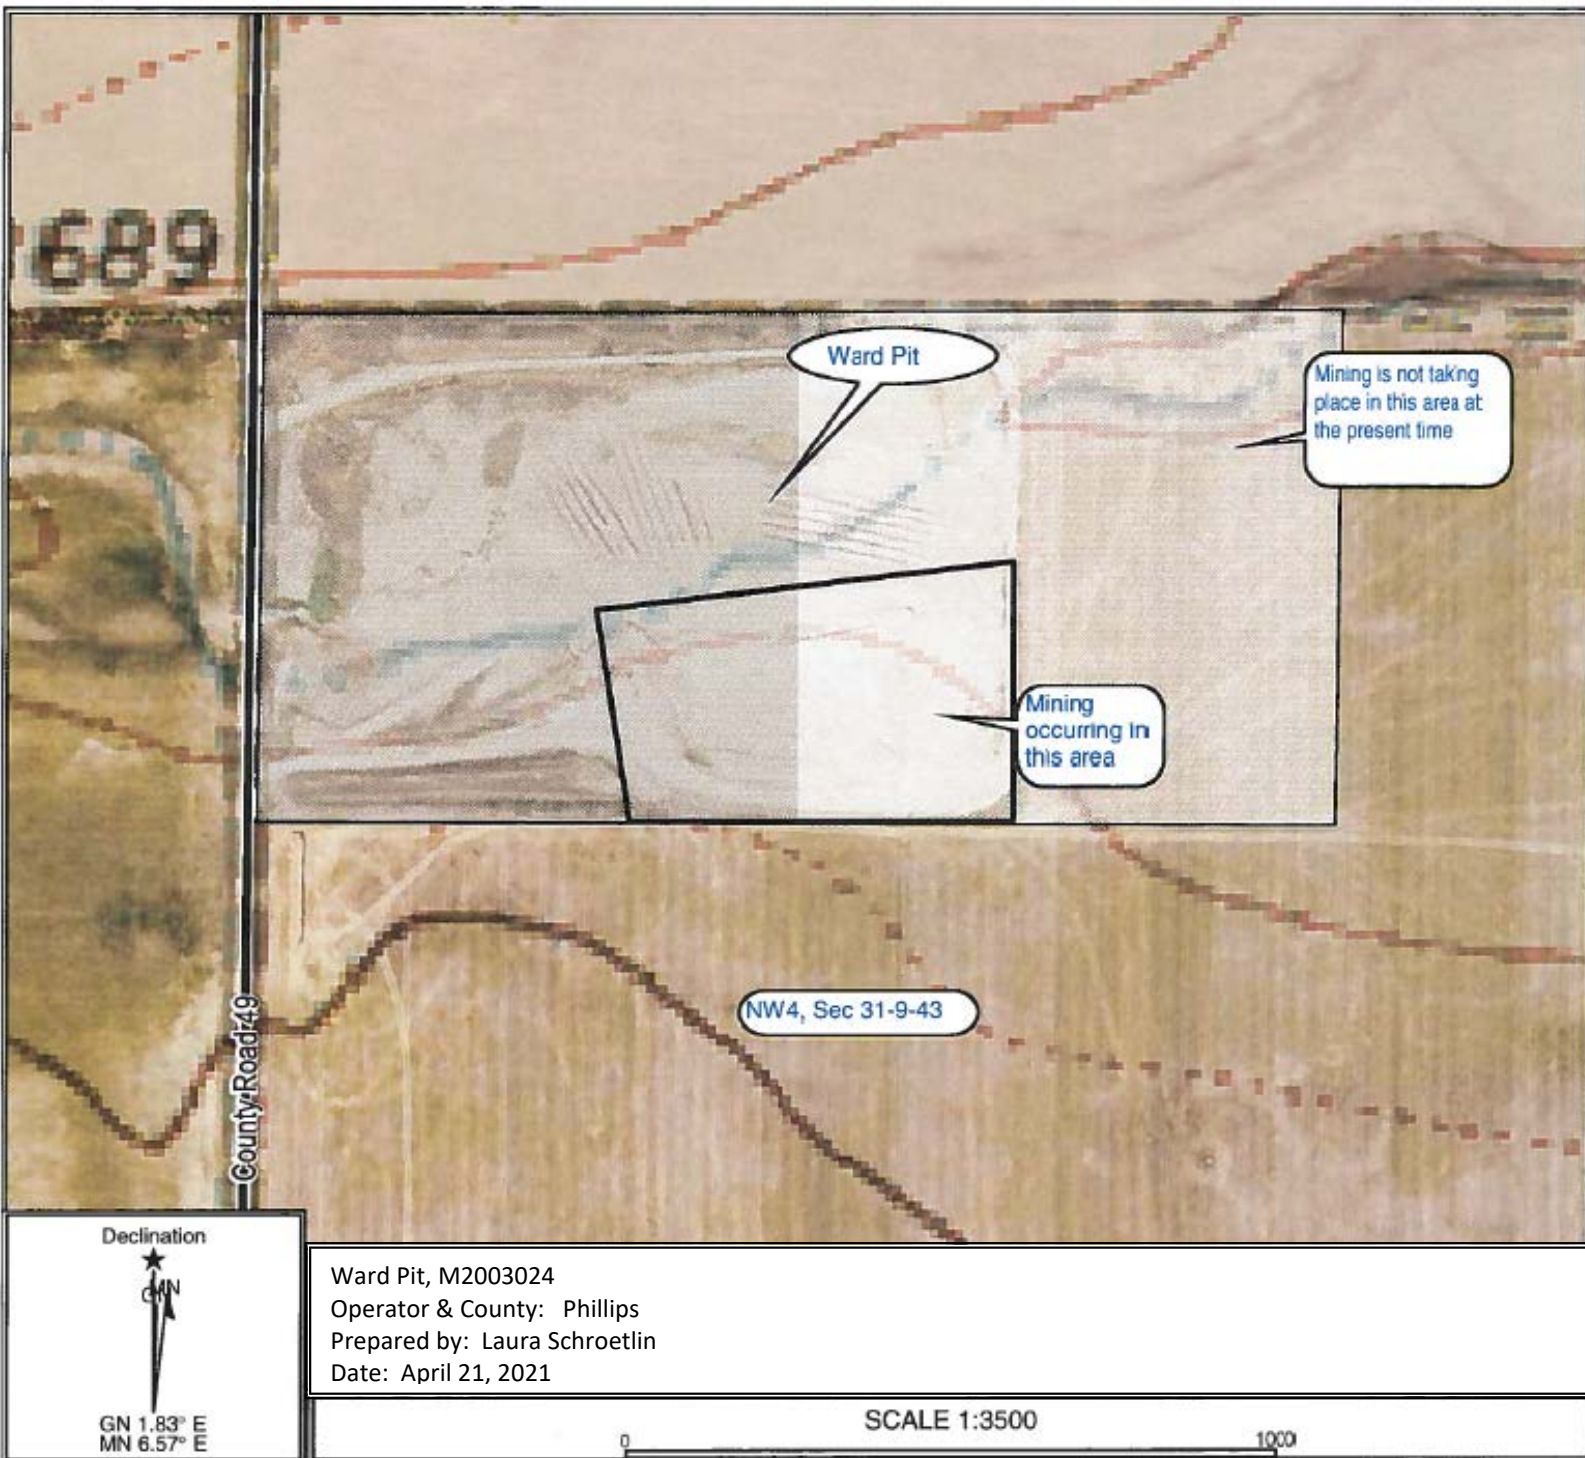 689
Ward Pit
Mining is not taking
place in this area at
the present time
Mining
occurring in
this area
NW4, Sec 31-9-43
County Road 49
Declination
MN
GN
GN 1.83° E
MN 6.57° E
Ward Pit, M2003024
Operator & County: Phillips
Prepared by: Laura Schroetlin
Date: April 21, 2021
SCALE 1:3500
0
1000